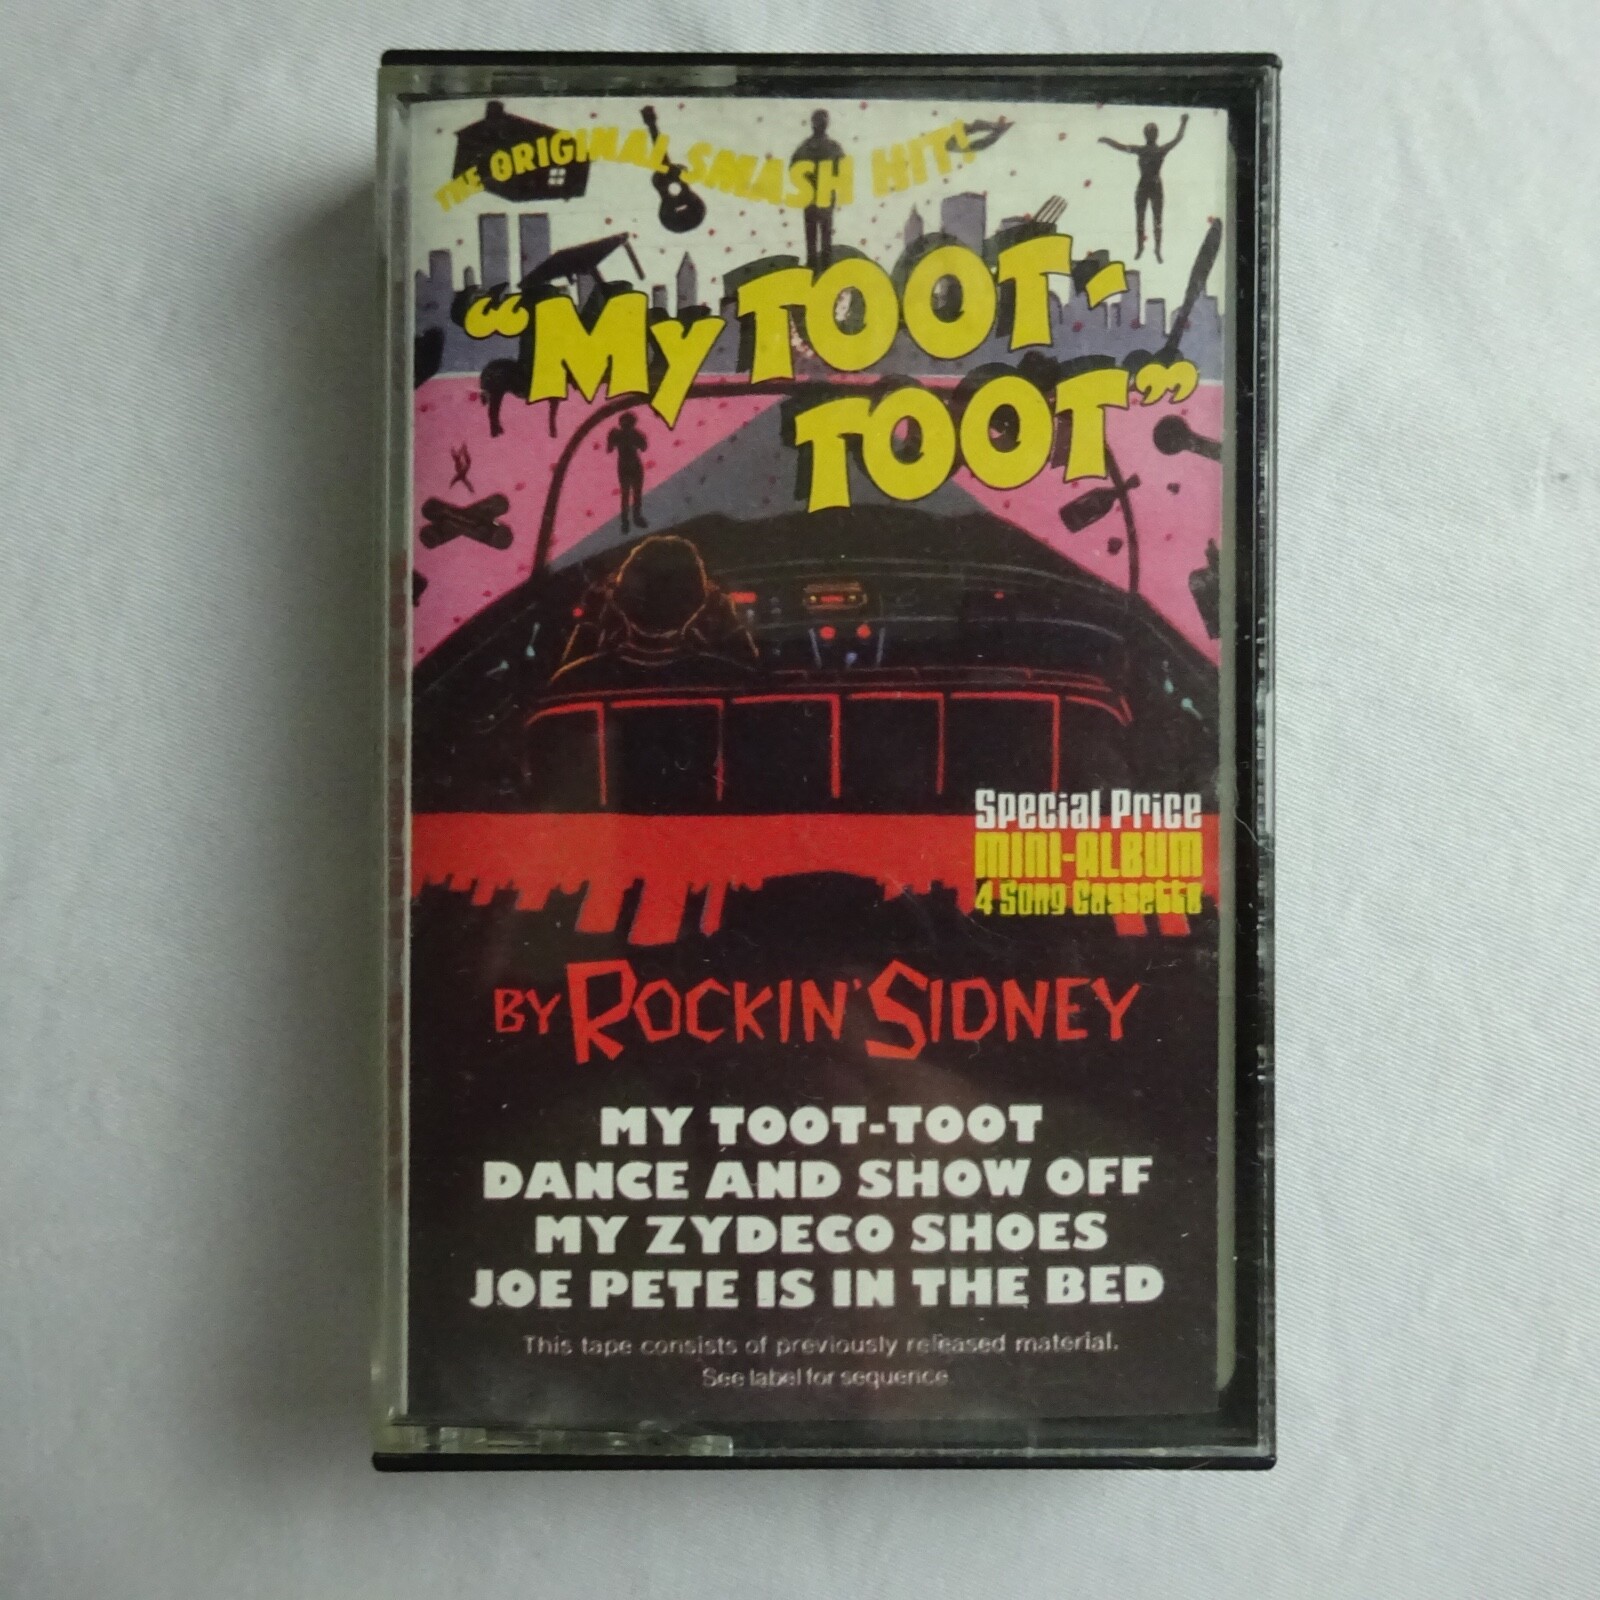 THE ORIGINAL SMASH HIT!
“My TOOT-
TOOT”
Special Price
MINI-ALBUM
4 Song Cassette
BY ROCKIN' SIDNEY
MY TOOT-TOOT
DANCE AND SHOW OFF
MY ZYDECO SHOES
JOE PETE IS IN THE BED
This tape consists of previously released material.
See label for sequence